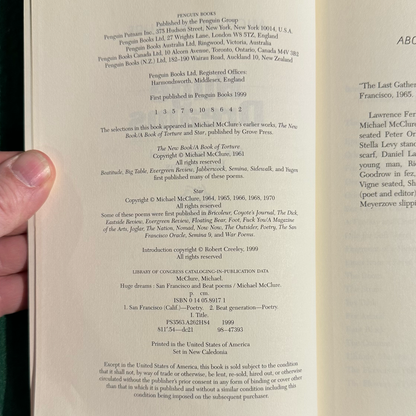 PENGUIN BOOKS
Published by the Penguin Group
Penguin Putnam Inc., 375 Hudson Street, New York, New York 10014, U.S.A
Penguin Books Ltd, 27 Wrights Lane, London W8 5TZ, England
Penguin Books Australia Ltd, Ringwood, Victoria, Australia
Penguin Books Canada Ltd, 10 Alcorn Avenue, Toronto, Ontario, Canada M4V 3B2
Penguin Books (N.Z.) Ltd, 182–190 Wairau Road, Auckland 10, New Zealand
Penguin Books Ltd, Registered Offices:
Harmondsworth, Middlesex, England
First published in Penguin Books 1999
1 3 5 7 9 10 8 6 4 2
The selections in this book appeared in Michael McClure's earlier works, The New
Book/A Book of Torture and Star, published by Grove Press.
The New Book/A Book of Torture
Copyright © Michael McClure, 1961
All rights reserved
Beatitude, Big Table, Evergreen Review, Jabberwock, Semina, Sidewalk, and Yugen
first published many of these poems.
Star
Copyright © Michael McClure, 1964, 1965, 1966, 1968, 1970
All rights reserved
Some of these poems were first published in Bricoleur, Coyote's Journal, The Dick,
Eastside Review, Evergreen Review, Floating Bear, Foot, Fuck You/A Magazine
of the Arts, Joglar, The Nation, Nomad, Now Now, The Outsider, Poetry, The San
Francisco Oracle, Semina 9, and War Poems.
Introduction copyright © Robert Creeley, 1999
All rights reserved
LIBRARY OF CONGRESS CATALOGING-IN-PUBLICATION DATA
McClure, Michael.
Huge dreams : San Francisco and Beat poems / Michael McClure
p. cm.
ISBN 0 14 05.8917 1
1. San Francisco (Calif.)—Poetry. 2. Beat generation—Poetry.
I. Title.
PS3563.A262H84 1999
811'.54—dc21 98–47393
Printed in the United States of America
Set in New Caledonia
Except in the United States of America, this book is sold subject to the condition
that it shall not, by way of trade or otherwise, be lent, re-sold, hired out, or otherwise
circulated without the publisher's prior consent in any form of binding or cover other
than that in which it is published and without a similar condition including this
condition being imposed on the subsequent purchaser.
ABO
"The Last Gather
Francisco, 1965.
Lawrence Fer
Michael McClure
seated Peter Or
Stella Levy stand
scarf, Daniel La
young man, Ric
Goodrow in fez,
Vigne seated, Sh
(poet and editor)
Meyerzove slippi